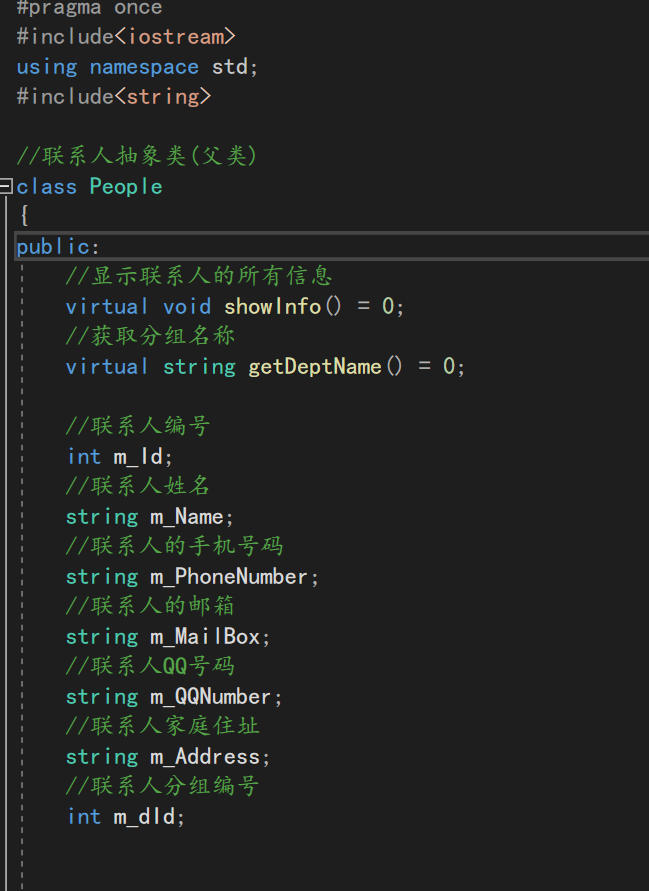 #pragma once
#include<iostream>
using namespace std;
#include<string>
//联系人抽象类(父类)
class People
{
public:
//显示联系人的所有信息
virtual void showInfo() = 0;
//获取分组名称
virtual string getDeptName() = 0;
//联系人编号
int m_Id;
//联系人姓名
string m_Name;
//联系人的手机号码
string m_PhoneNumber;
//联系人的邮箱
string m_MailBox;
//联系人QQ号码
string m_QQNumber;
//联系人家庭住址
string m_Address;
//联系人分组编号
int m_dId;